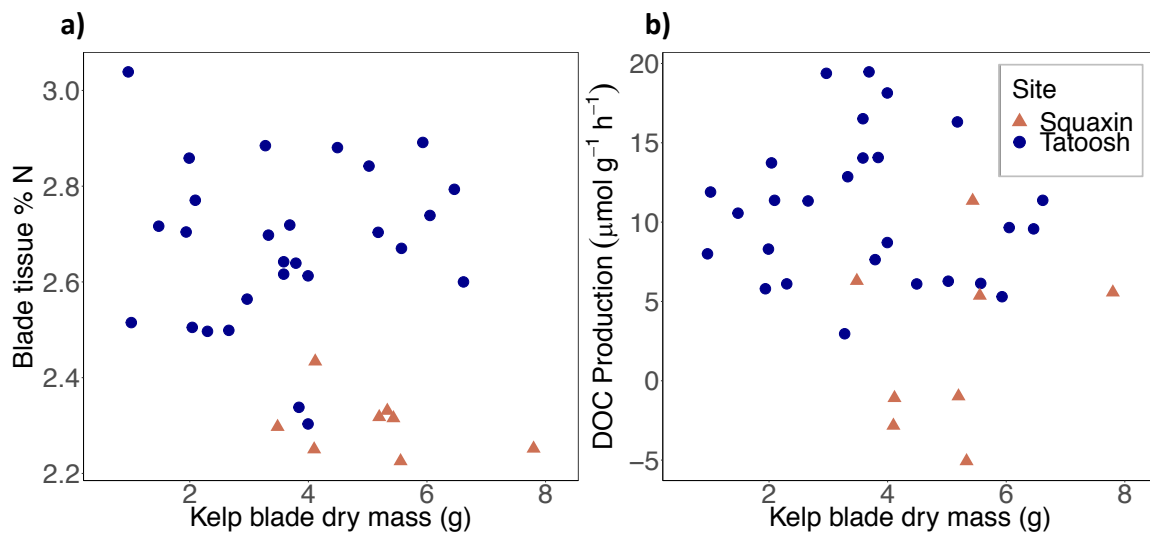 a)
3.0
2.8
2.6
2.4
2.2
Blade tissue % N
2 4 6 8
Kelp blade dry mass (g)
b)
20
15
10
5
0
−5
DOC Production (μmol g⁻¹ h⁻¹)
2 4 6 8
Kelp blade dry mass (g)
Site
Squaxin
Tatoosh